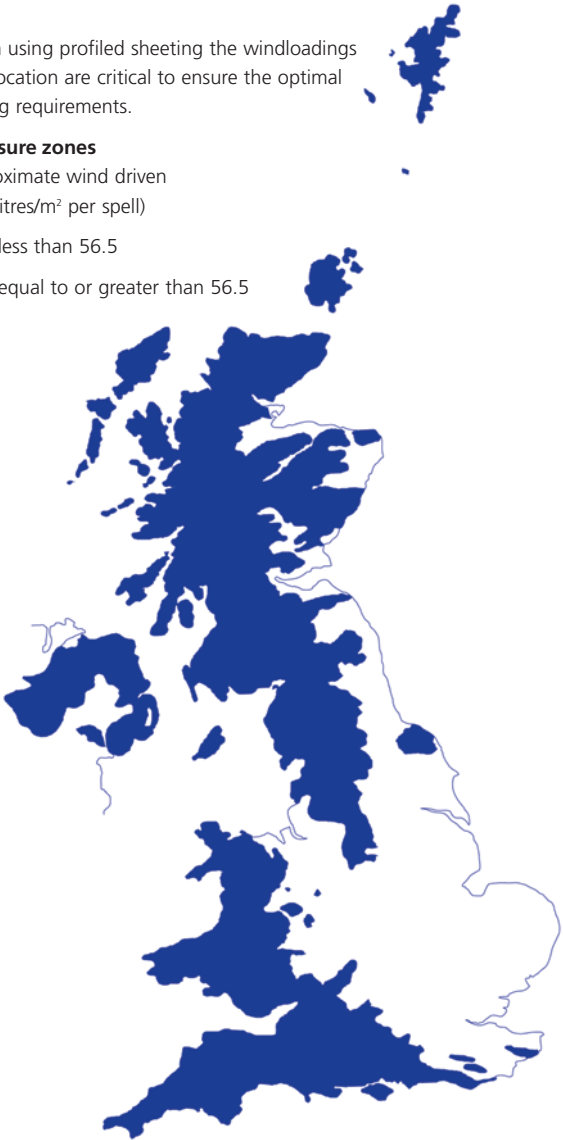 using profiled sheeting the windloadings
ocation are critical to ensure the optimal
g requirements.
sure zones
oximate wind driven
litres/m² per spell)
less than 56.5
equal to or greater than 56.5